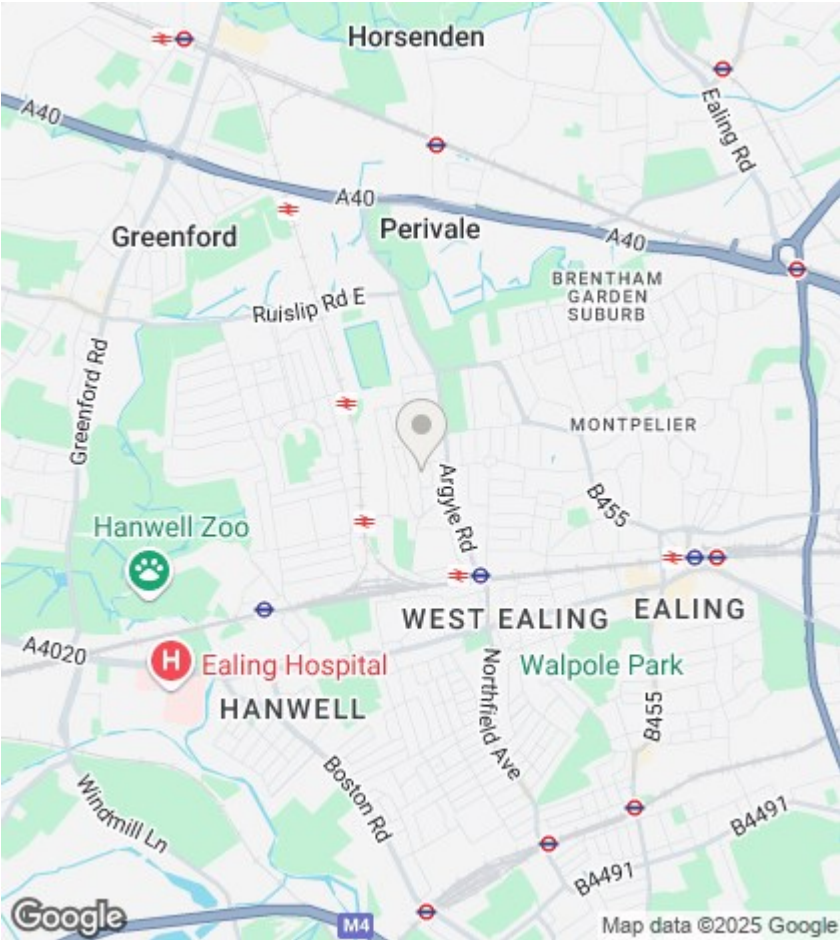 Horsenden
A40
Ealing Rd
A40
Greenford
Perivale
A40
BRENTHAM
GARDEN
SUBURB
Ruislip Rd E
Greenford Rd
MONTPELIER
Argyle Rd
B455
Hanwell Zoo
WEST EALING
EALING
A4020
H
Ealing Hospital
Walpole Park
HANWELL
Northfield Ave
B455
Boston Rd
Windmill Ln
B4491
B4491
Google
M4
Map data ©2025 Google